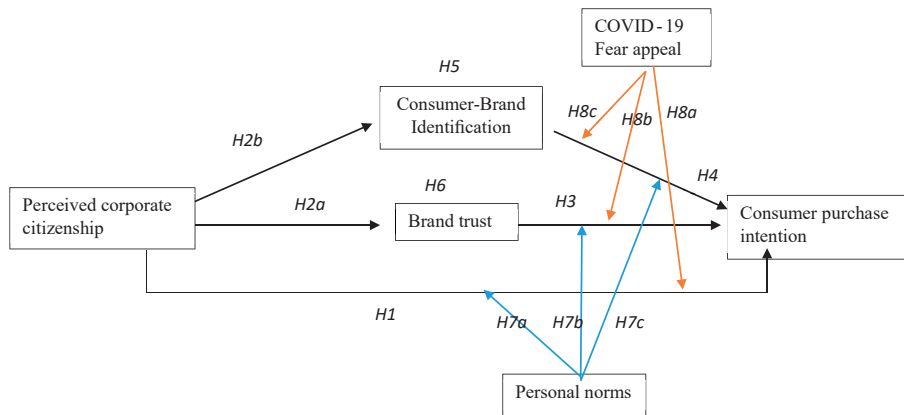 COVID-19
Fear appeal
H5
Consumer-Brand
Identification
H8c
H8b
H8a
H2b
H6
H4
Perceived corporate
citizenship
H2a
Brand trust
H3
Consumer purchase
intention
H1
H7a
H7b
H7c
Personal norms